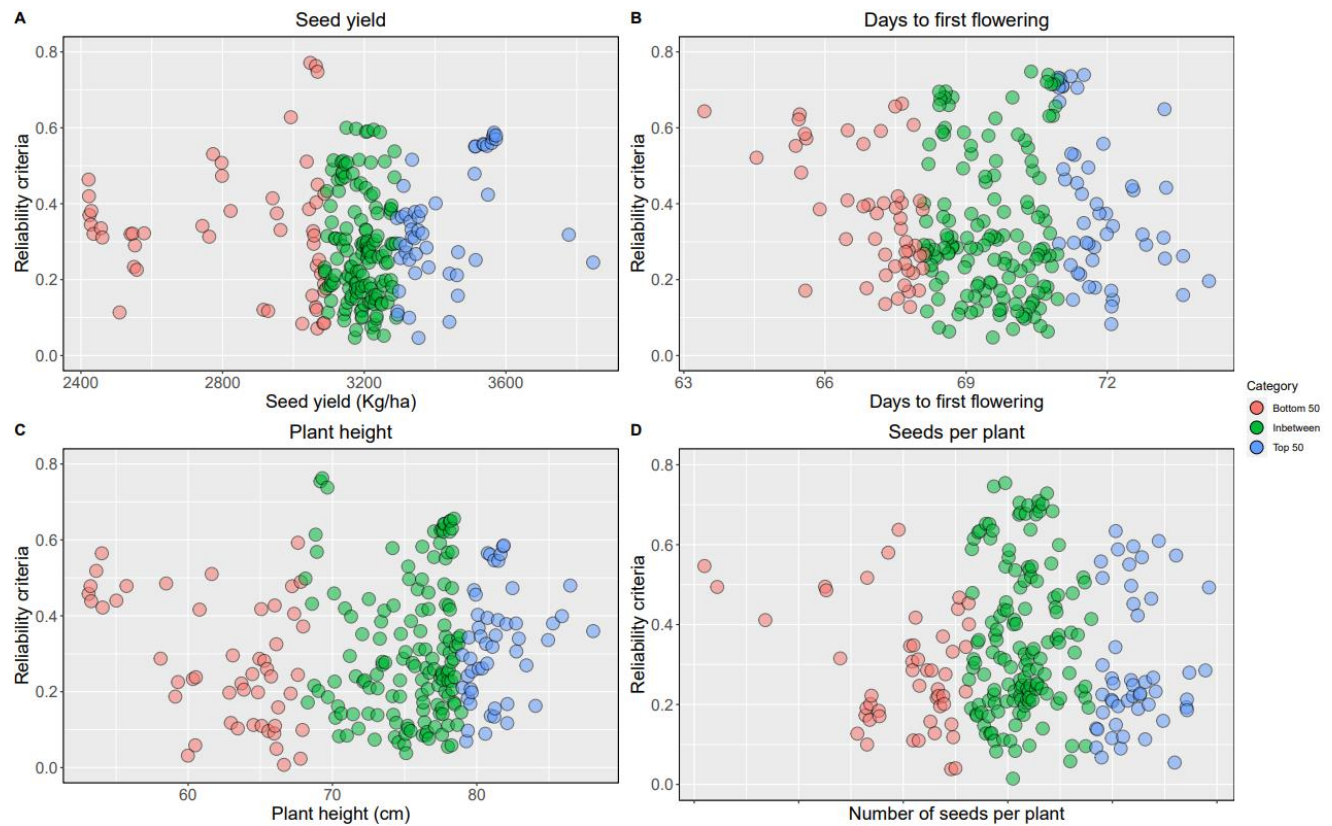 A
Seed yield
Reliability criteria
0.8
0.6
0.4
0.2
0.0
2400 2800 3200 3600
Seed yield (Kg/ha)
B
Days to first flowering
Reliability criteria
0.8
0.6
0.4
0.2
0.0
63 66 69 72
Days to first flowering
C
Plant height
Reliability criteria
0.8
0.6
0.4
0.2
0.0
60 70 80
Plant height (cm)
D
Seeds per plant
Reliability criteria
0.8
0.6
0.4
0.2
0.0
Number of seeds per plant
Category
Bottom 50
Inbetween
Top 50